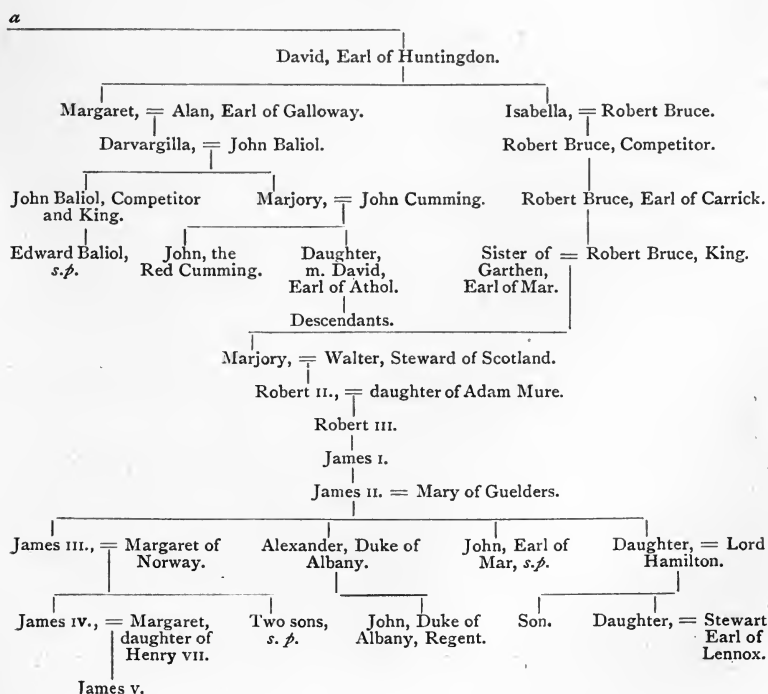 a
David, Earl of Huntingdon.
Margaret, = Alan, Earl of Galloway. Isabella, = Robert Bruce.
Darvargilla, = John Baliol. Robert Bruce, Competitor.
John Baliol, Competitor and King. Marjory, = John Cumming. Robert Bruce, Earl of Carrick.
Edward Baliol, s.p.
John, the Red Cumming.
Daughter, m. David, Earl of Athol.
Sister of Garthen, Earl of Mar. = Robert Bruce, King.
Descendants.
Marjory, = Walter, Steward of Scotland.
Robert II., = daughter of Adam Mure.
Robert III.
James I.
James II. = Mary of Guelders.
James III., = Margaret of Norway.
Alexander, Duke of Albany.
John, Earl of Mar, s.p.
Daughter, = Lord Hamilton.
James IV., = Margaret, daughter of Henry VII.
Two sons, s. p.
John, Duke of Albany, Regent.
Son.
Daughter, = Stewart Earl of Lennox.
James V.